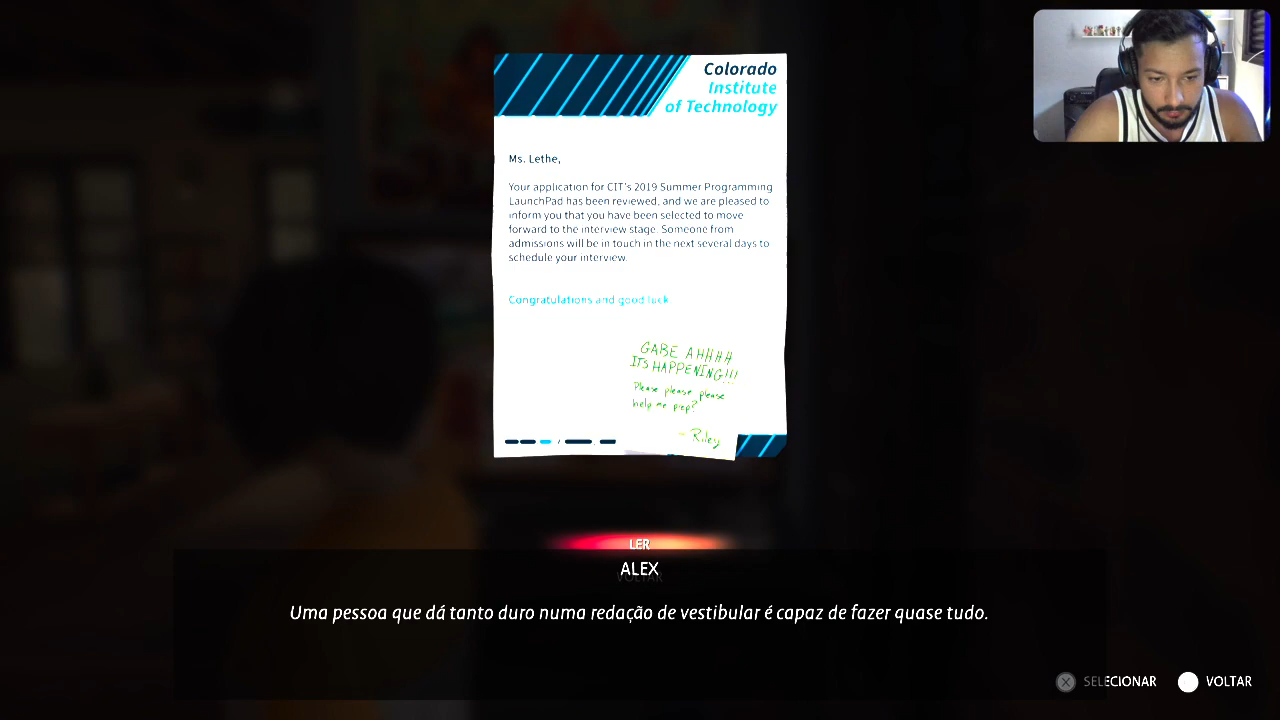 Colorado
Institute
of Technology
Ms. Lethe,
Your application for CIT's 2019 Summer Programming
LaunchPad has been reviewed, and we are pleased to
inform you that you have been selected to move
forward to the interview stage. Someone from
admissions will be in touch in the next several days to
schedule your interview.
Congratulations and good luck
GABE AHHHH
ITS HAPPENING!!!
Please please please
help me prep?
- Riley
LER
ALEX
VOLTAR
Uma pessoa que dá tanto duro numa redação de vestibular é capaz de fazer quase tudo.
SELECIONAR
VOLTAR